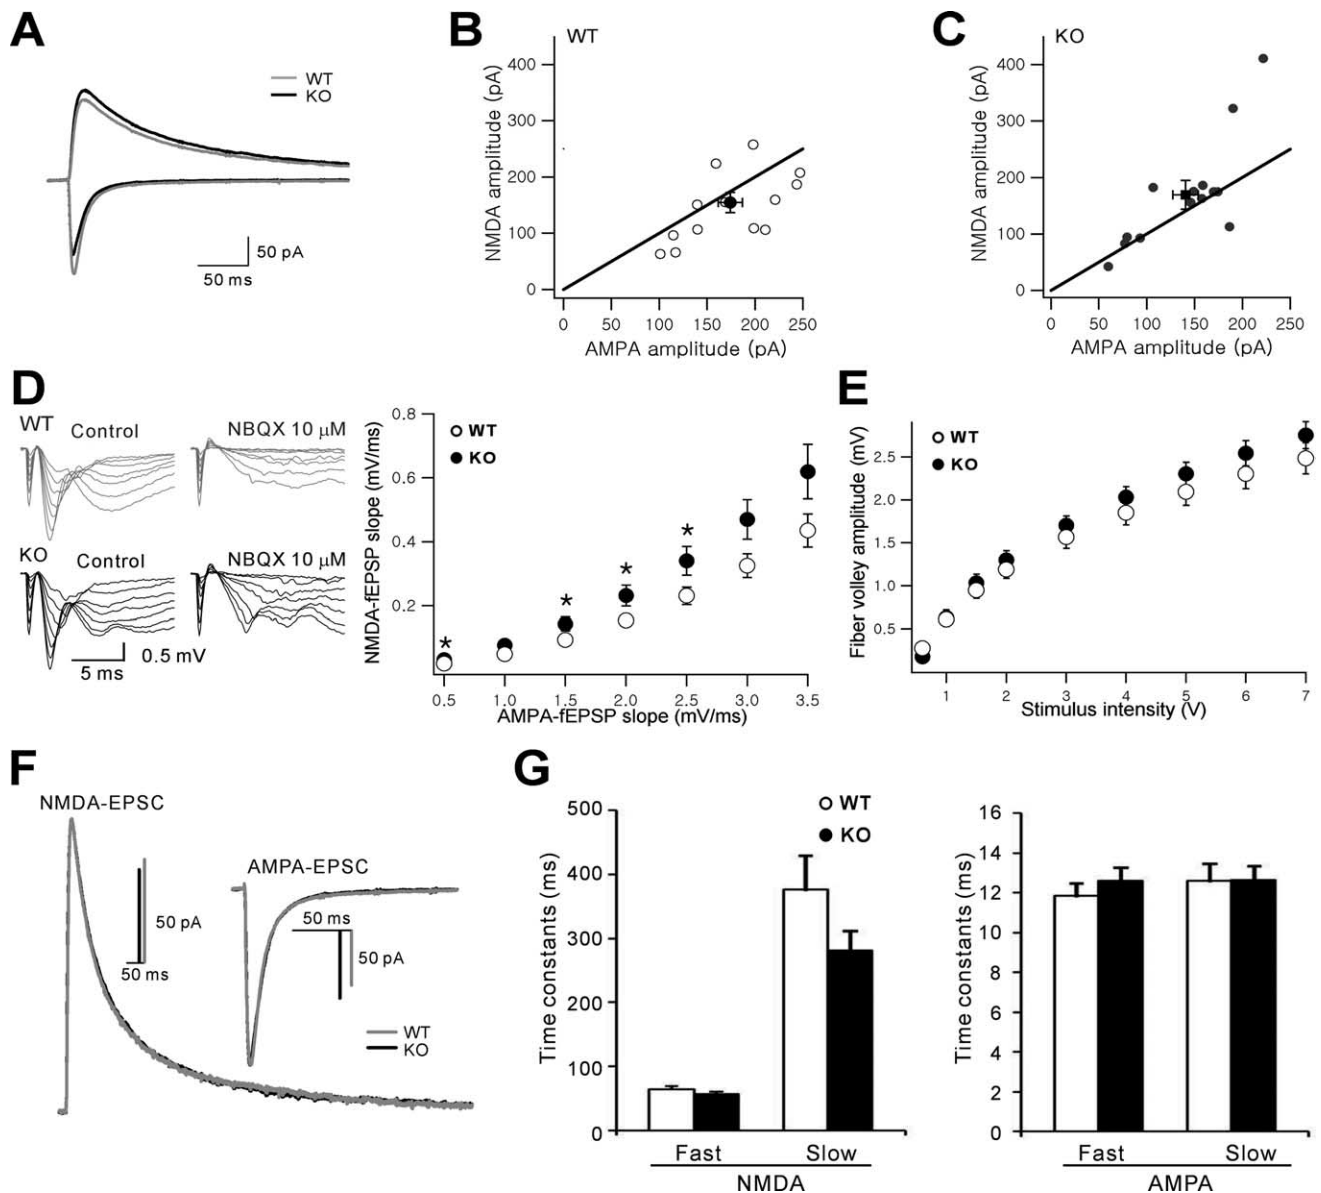 A
WT
KO
50 pA
50 ms
B
WT
NMDA amplitude (pA)
400
300
200
100
0
0 50 100 150 200 250
AMPA amplitude (pA)
C
KO
NMDA amplitude (pA)
400
300
200
100
0
0 50 100 150 200 250
AMPA amplitude (pA)
D
WT
Control
NBQX 10 μM
KO
Control
NBQX 10 μM
0.5 mV
5 ms
NMDA-fEPSP slope (mV/ms)
0.8
0.6
0.4
0.2
WT
KO
* * * *
0.5 1.0 1.5 2.0 2.5 3.0 3.5
AMPA-fEPSP slope (mV/ms)
E
Fiber volley amplitude (mV)
2.5
2.0
1.5
1.0
0.5
WT
KO
1 2 3 4 5 6 7
Stimulus intensity (V)
F
NMDA-EPSC
50 pA
50 ms
AMPA-EPSC
50 ms
50 pA
WT
KO
G
Time constants (ms)
500
400
300
200
100
0
WT
KO
Fast Slow
NMDA
Time constants (ms)
16
14
12
10
8
6
4
2
0
Fast Slow
AMPA